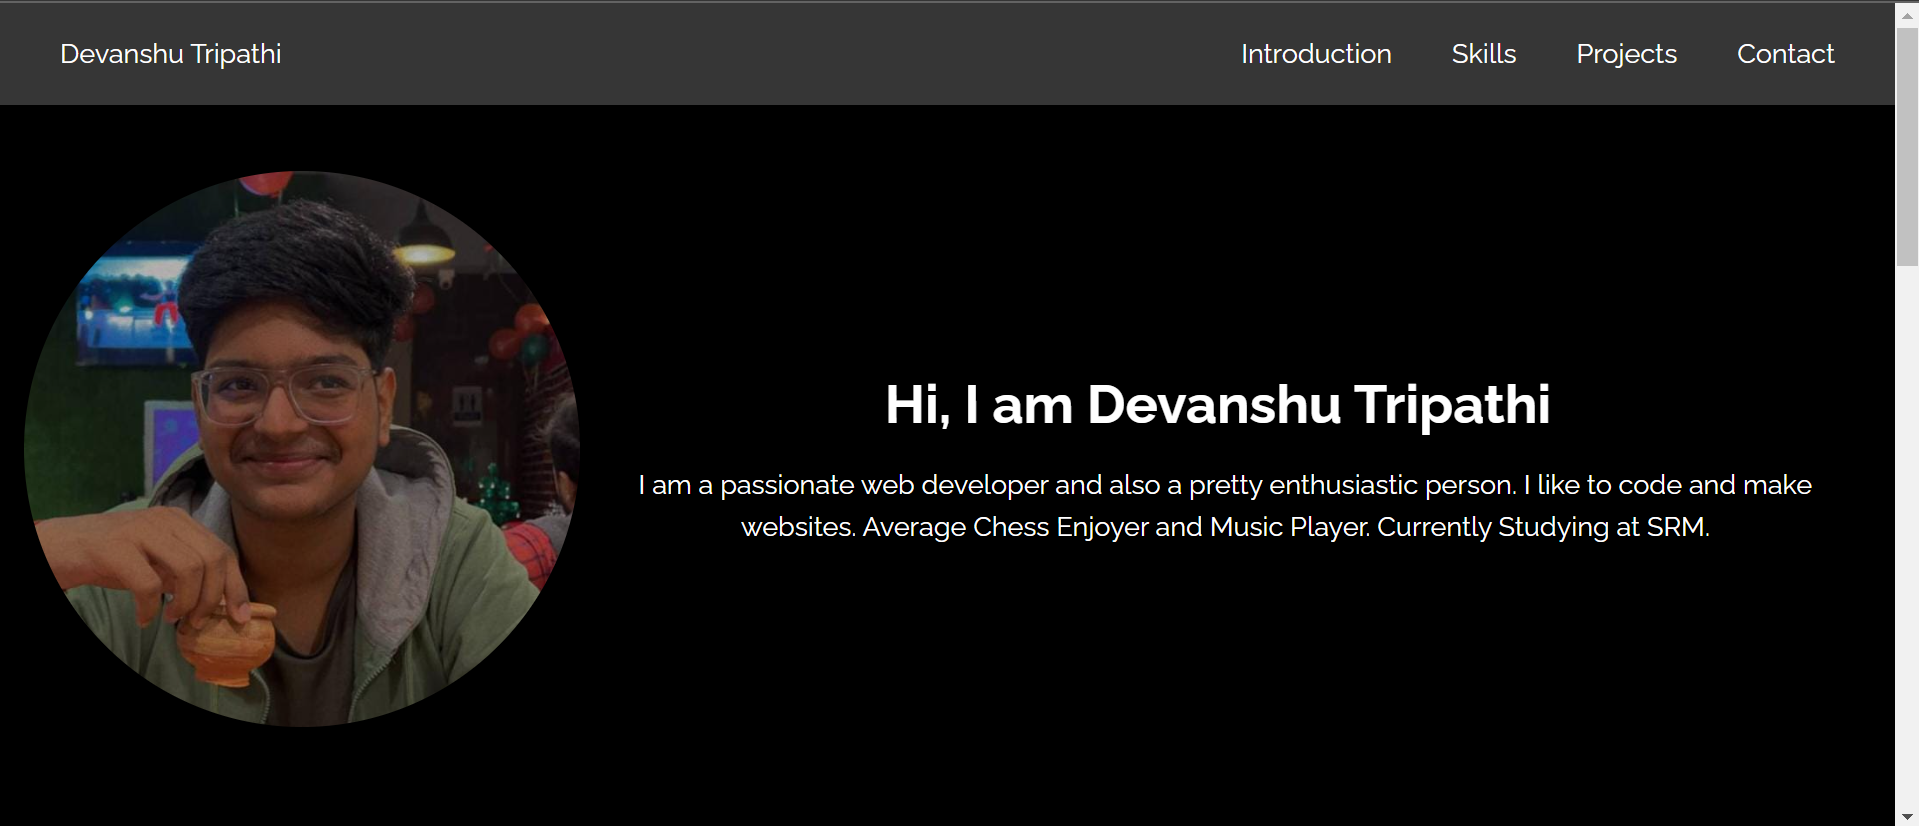 Devanshu Tripathi
Introduction Skills Projects Contact
Hi, I am Devanshu Tripathi
I am a passionate web developer and also a pretty enthusiastic person. I like to code and make
websites. Average Chess Enjoyer and Music Player. Currently Studying at SRM.